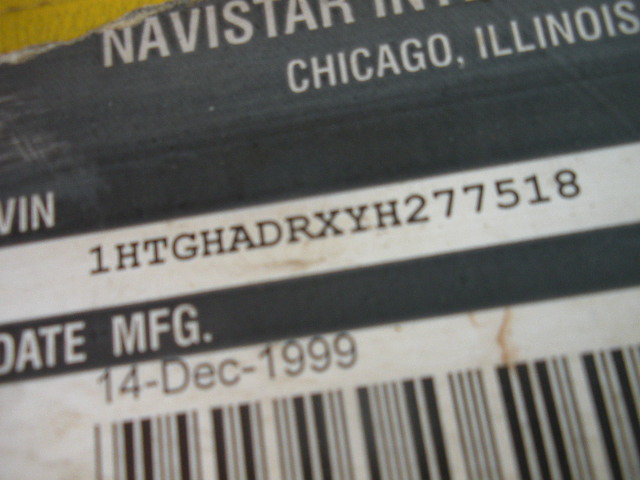 NAVISTAR
CHICAGO, ILLINOIS
VIN
1HTGHADRXYH277518
DATE MFG.
14-Dec-1999